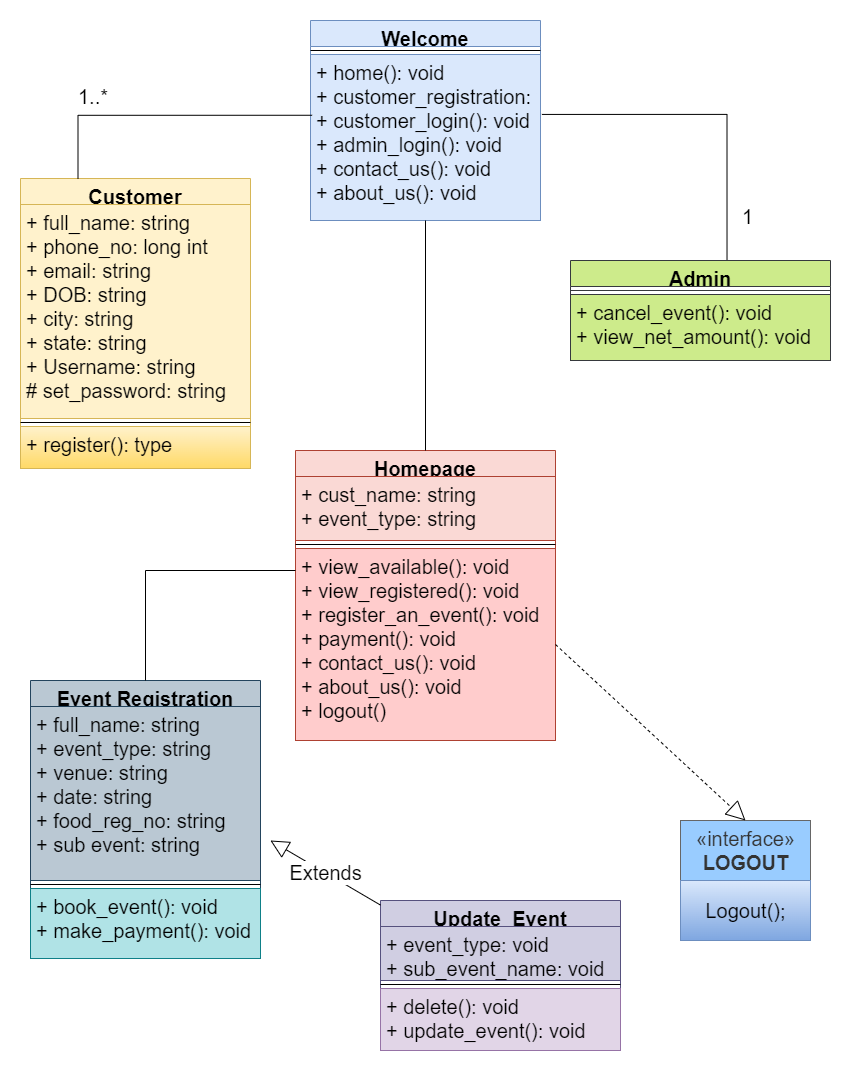 Welcome
+ home(): void
+ customer_registration:
+ customer_login(): void
+ admin_login(): void
+ contact_us(): void
+ about_us(): void
1..*
1
Customer
+ full_name: string
+ phone_no: long int
+ email: string
+ DOB: string
+ city: string
+ state: string
+ Username: string
# set_password: string
+ register(): type
Admin
+ cancel_event(): void
+ view_net_amount(): void
Homepage
+ cust_name: string
+ event_type: string
+ view_available(): void
+ view_registered(): void
+ register_an_event(): void
+ payment(): void
+ contact_us(): void
+ about_us(): void
+ logout()
Event Registration
+ full_name: string
+ event_type: string
+ venue: string
+ date: string
+ food_reg_no: string
+ sub event: string
+ book_event(): void
+ make_payment(): void
Extends
«interface»
LOGOUT
Logout();
Update_Event
+ event_type: void
+ sub_event_name: void
+ delete(): void
+ update_event(): void